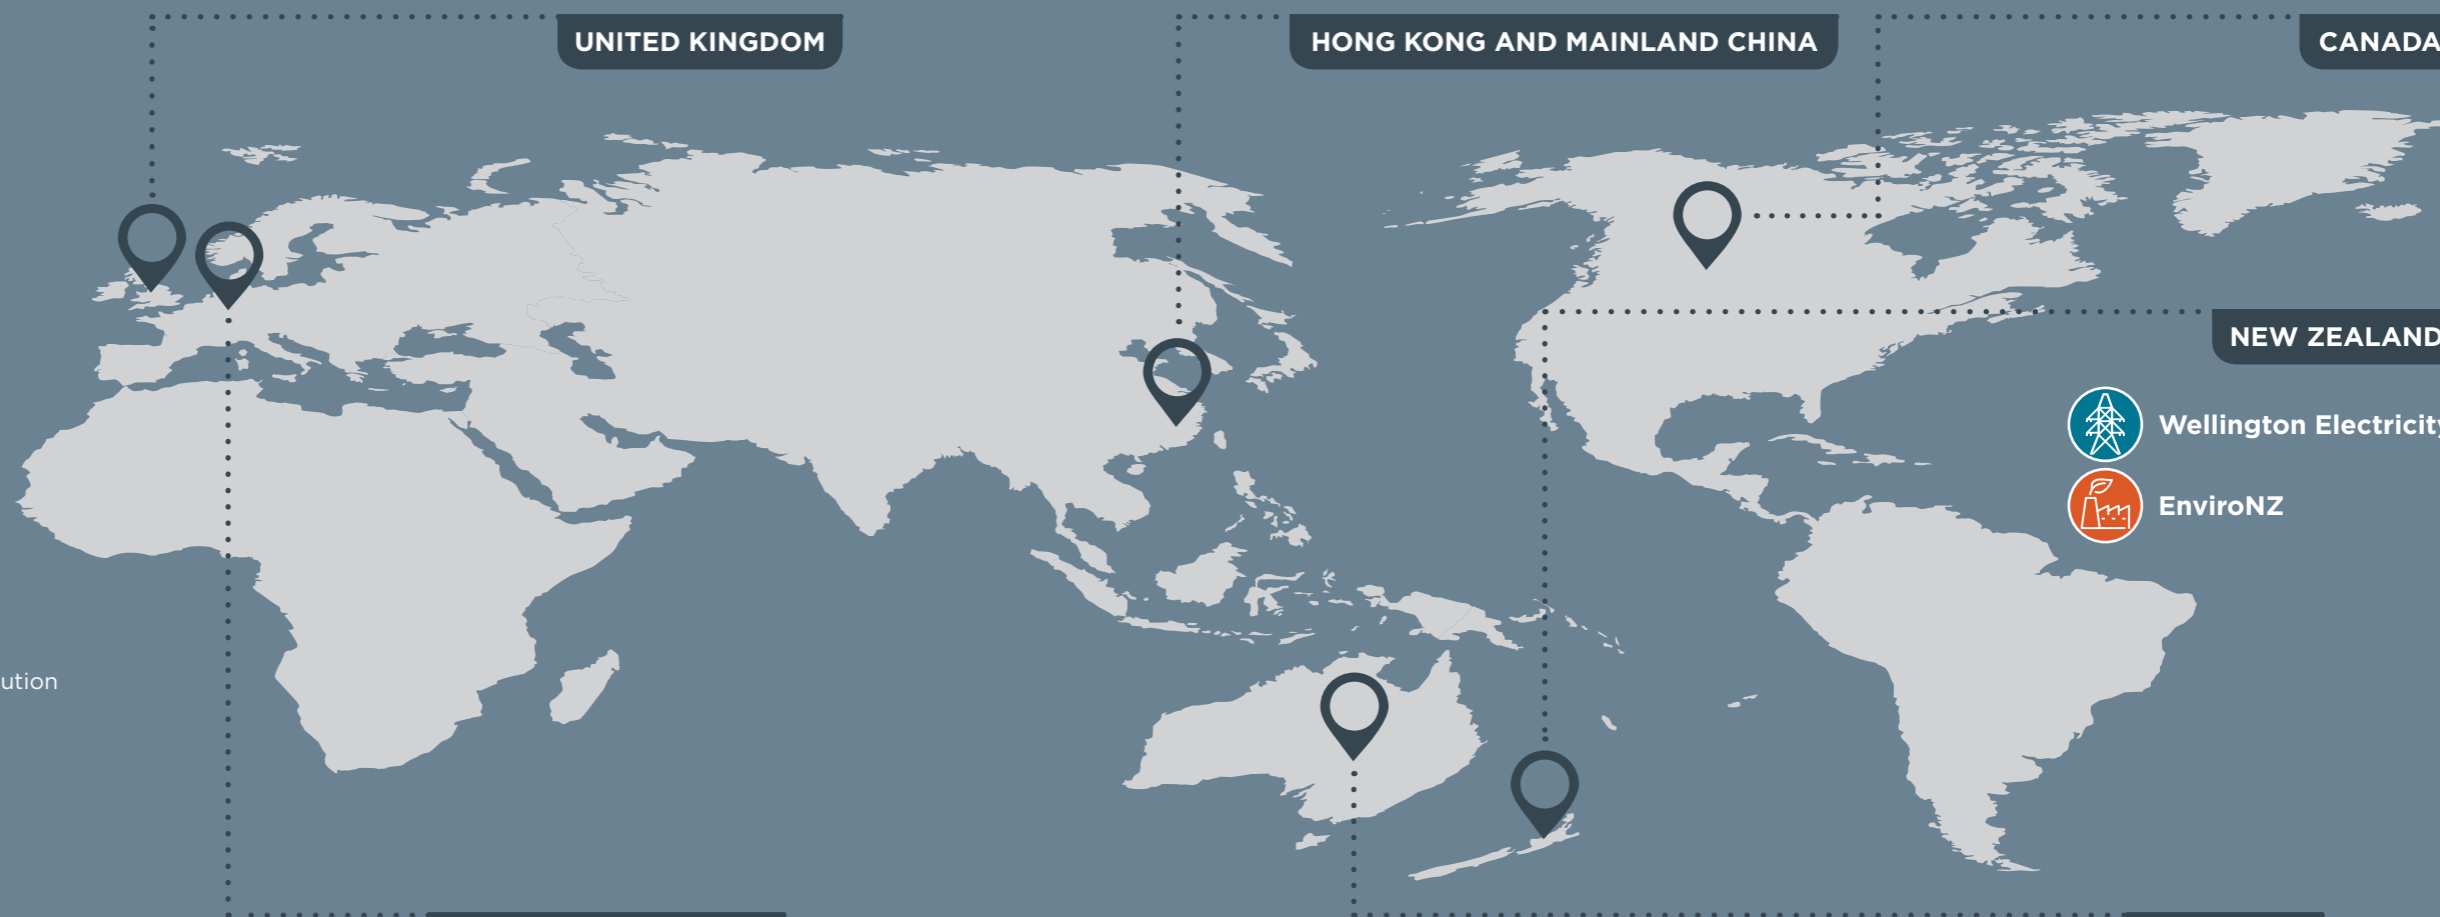 UNITED KINGDOM
HONG KONG AND MAINLAND CHINA
CANADA
NEW ZEALAND
Wellington Electricity
EnviroNZ
ution